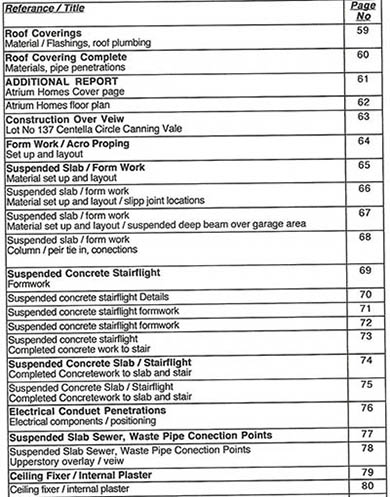 Referance / Title Page No
Roof Coverings 59
Material / Flashings, roof plumbing
Roof Covering Complete 60
Materials, pipe penetrations
ADDITIONAL REPORT 61
Atrium Homes Cover page
Atrium Homes floor plan 62
Construction Over Veiw 63
Lot No 137 Centella Circle Canning Vale
Form Work / Acro Proping 64
Set up and layout
Suspended Slab / Form Work 65
Material set up and layout
Suspended slab / form work 66
Material set up and layout / slipp joint locations
Suspended slab / form work 67
Material set up and layout / suspended deep beam over garage area
Suspended slab / form work 68
Column / peir tie in, conections
Suspended Concrete Stairflight 69
Formwork
Suspended concrete stairflight Details 70
Suspended concrete stairflight formwork 71
Suspended concrete stairflight formwork 72
Suspended concrete stairflight 73
Completed concrete work to stair
Suspended Concrete Slab / Stairflight 74
Completed Concretework to slab and stair
Suspended Concrete Slab / Stairflight 75
Completed Concretework to slab and stair
Electrical Conduet Penetrations 76
Electrical components / positioning
Suspended Slab Sewer, Waste Pipe Conection Points 77
Suspended Slab Sewer, Waste Pipe Conection Points 78
Upperstory overlay / veiw
Ceiling Fixer / Internal Plaster 79
Ceiling fixer / internal plaster 80